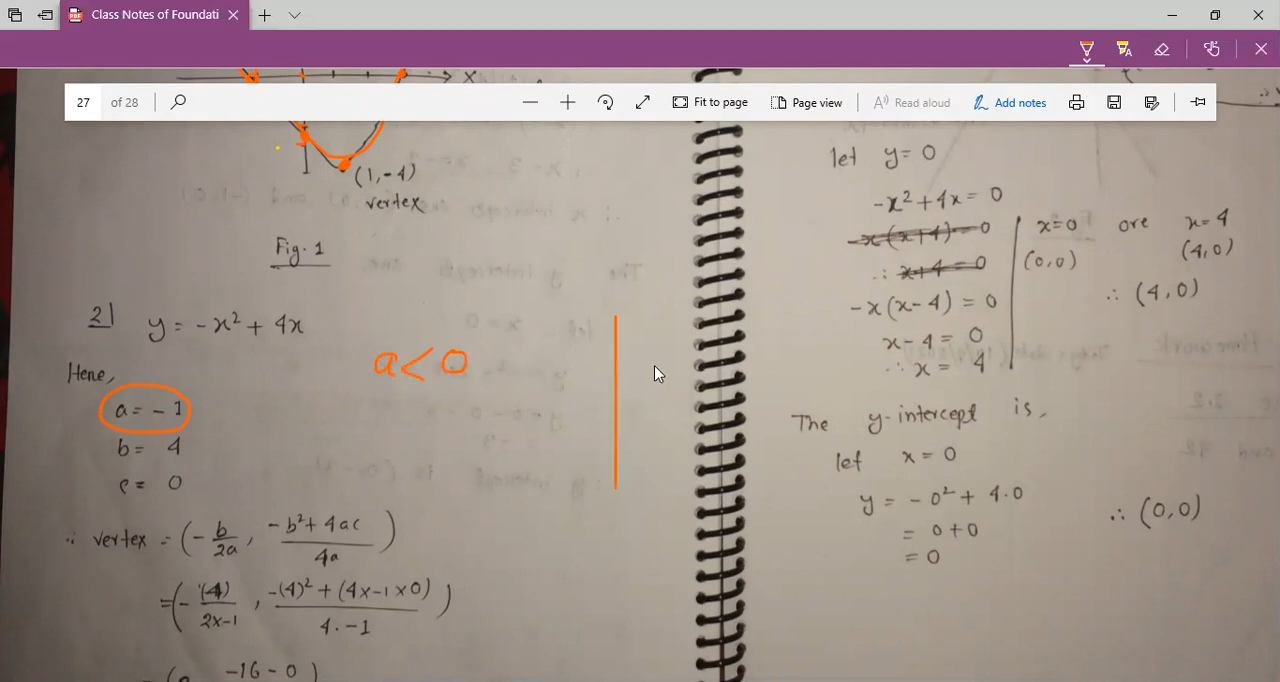 Class Notes of Foundati
27 of 28
Fit to page
Page view
Read aloud
Add notes
x
(1,-4)
vertex
Fig. 1
2) y = -x² + 4x
a < 0
Here,
a = -1
b = 4
c = 0
∴ vertex = (-b/2a, (-b² + 4ac)/4a)
= (-(4)/2x-1, (-(4)² + (4x-1x0))/4.-1)
-16 - 0
let y = 0
-x² + 4x = 0
-x(x+4) = 0
∴ x+4 = 0
-x(x-4) = 0
x-4 = 0
∴ x = 4
x=0 ore x=4
(0,0) (4,0)
∴ (4,0)
The y-intercept is,
let x = 0
y = -0² + 4.0
= 0+0
= 0
∴ (0,0)